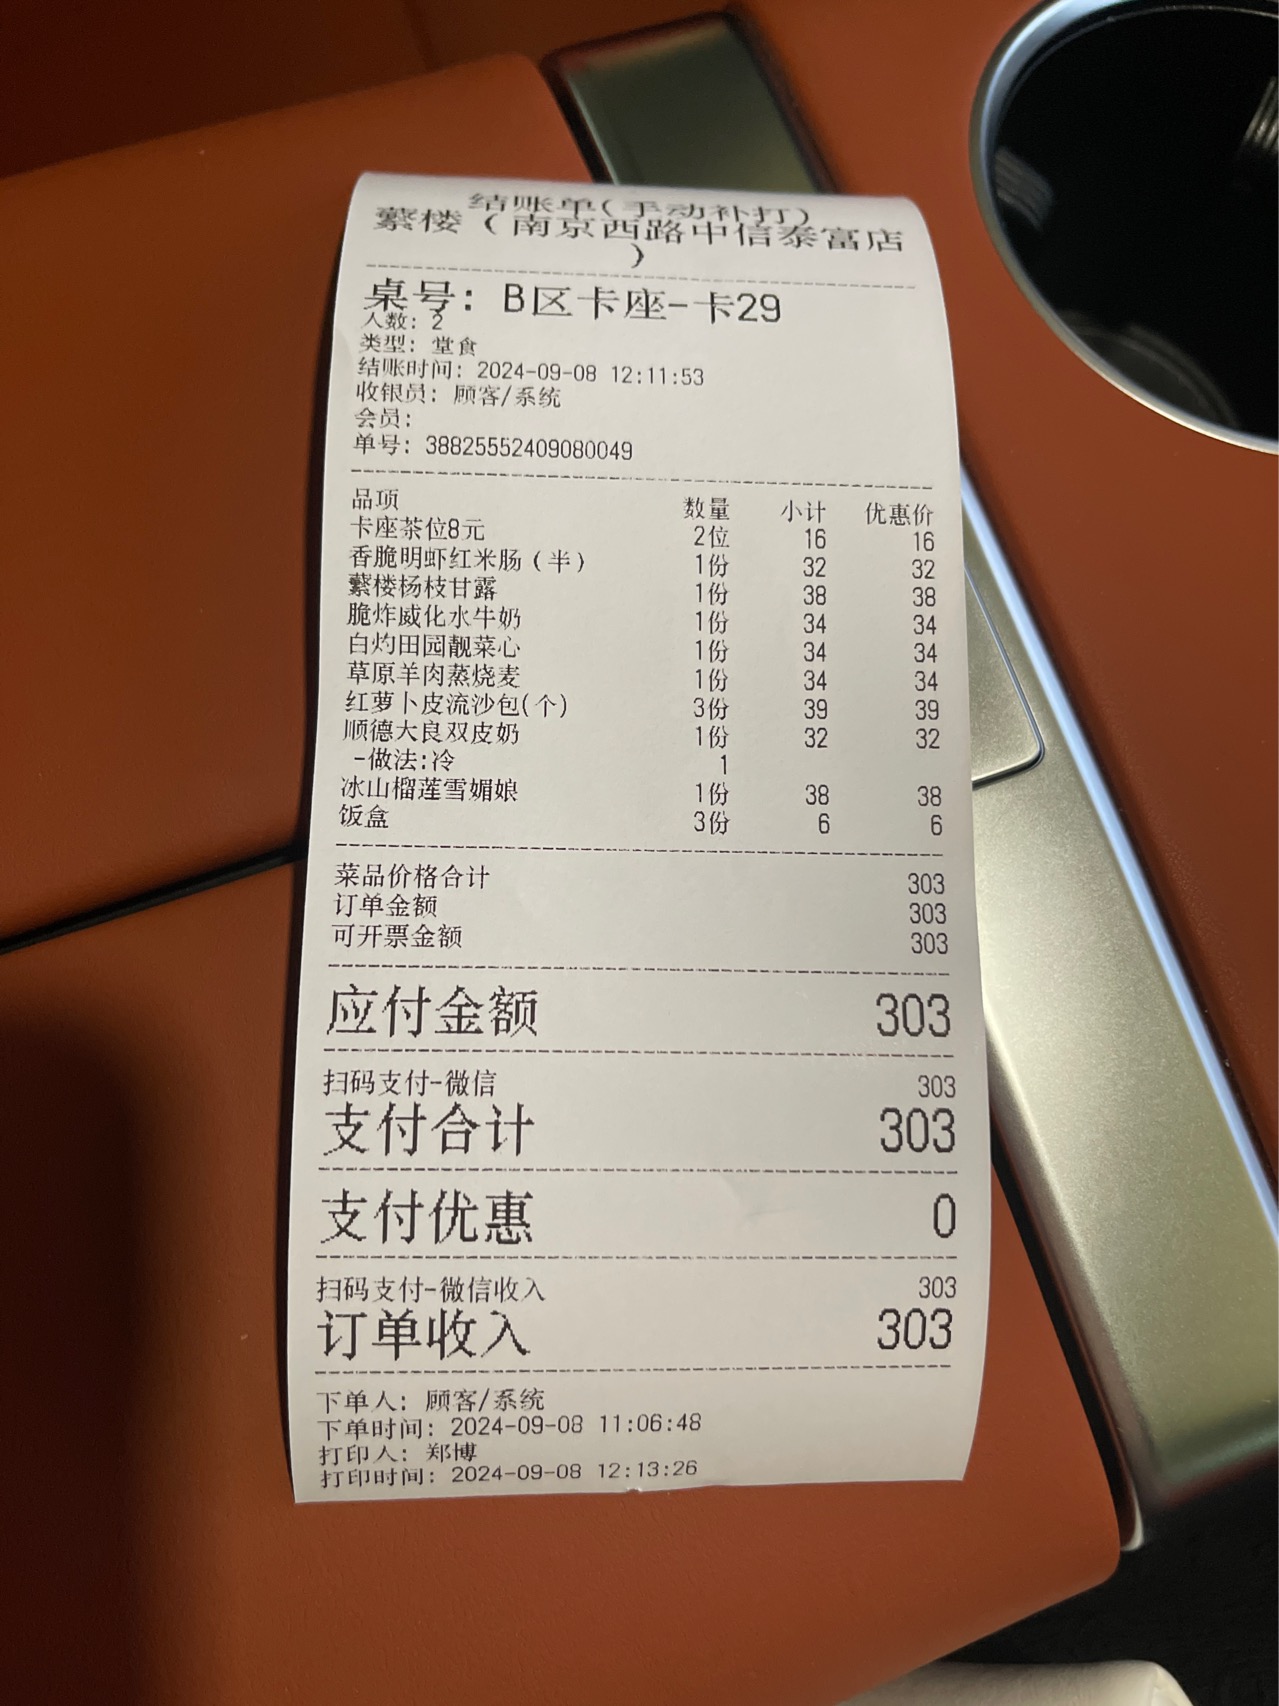 结账单(手动补打)
蘩楼（南京西路中信泰富店
）
桌号: B区卡座-卡29
人数: 2
类型: 堂食
结账时间: 2024-09-08 12:11:53
收银员: 顾客/系统
会员:
单号: 38825552409080049
品项 数量 小计 优惠价
卡座茶位8元 2位 16 16
香脆明虾红米肠（半） 1份 32 32
蘩楼杨枝甘露 1份 38 38
脆炸威化水牛奶 1份 34 34
白灼田园靓菜心 1份 34 34
草原羊肉蒸烧麦 1份 34 34
红萝卜皮流沙包(个) 3份 39 39
顺德大良双皮奶 1份 32 32
-做法:冷 1
冰山榴莲雪媚娘 1份 38 38
饭盒 3份 6 6
菜品价格合计 303
订单金额 303
可开票金额 303
应付金额 303
扫码支付-微信 303
支付合计 303
支付优惠 0
扫码支付-微信收入 303
订单收入 303
下单人: 顾客/系统
下单时间: 2024-09-08 11:06:48
打印人: 郑博
打印时间: 2024-09-08 12:13:26